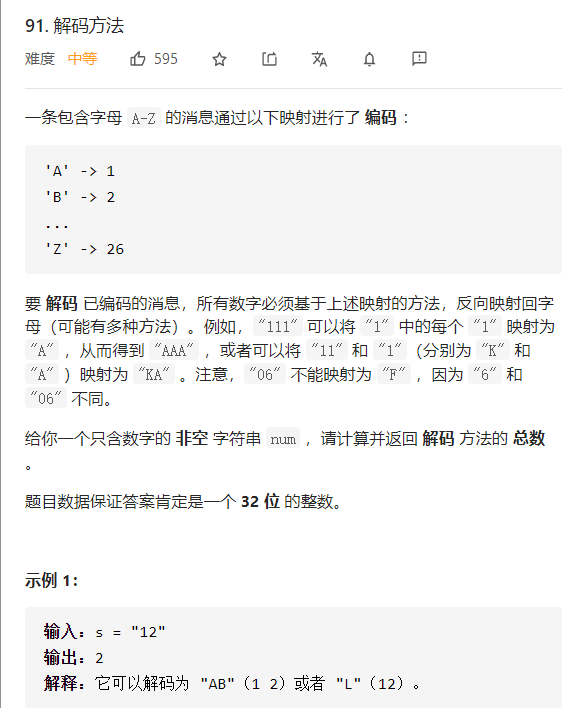 91. 解码方法
难度 中等 595
一条包含字母 A-Z 的消息通过以下映射进行了 编码 ：
'A' -> 1
'B' -> 2
...
'Z' -> 26
要 解码 已编码的消息，所有数字必须基于上述映射的方法，反向映射回字
母（可能有多种方法）。例如，"111" 可以将 "1" 中的每个 "1" 映射为
"A" ，从而得到 "AAA" ，或者可以将 "11" 和 "1"（分别为 "K" 和
"A" ）映射为 "KA" 。注意，"06" 不能映射为 "F" ，因为 "6" 和
"06" 不同。
给你一个只含数字的 非空 字符串 num ，请计算并返回 解码 方法的 总数
。
题目数据保证答案肯定是一个 32 位 的整数。
示例 1：
输入：s = "12"
输出：2
解释：它可以解码为 "AB"（1 2）或者 "L"（12）。